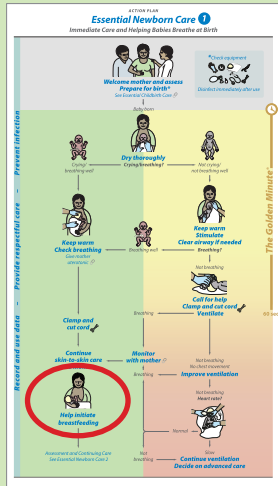 ACTION PLAN
Essential Newborn Care 1
Immediate Care and Helping Babies Breathe at Birth
Welcome mother and assess
Prepare for birth*
See Essential Childbirth Care
*Check equipment
Disinfect immediately after use
Baby born
Dry thoroughly
Crying/breathing?
Crying/
breathing well
Not crying/
not breathing well
Keep warm
Check breathing
Give mother
uterotonic
Breathing well
Keep warm
Stimulate
Clear airway if needed
Breathing?
Not breathing
Call for help
Clamp and cut cord
Ventilate
Breathing
60 sec
Clamp and
cut cord
Continue
skin-to-skin care
Monitor
with mother
Not breathing
No chest movement
Breathing
Improve ventilation
Not breathing
Heart rate?
Help initiate
breastfeeding
Normal
Slow
Assessment and Continuing Care
See Essential Newborn Care 2
Not
breathing
Continue ventilation
Decide on advanced care
Prevent infection
Provide respectful care
Record and use data
The Golden Minute®